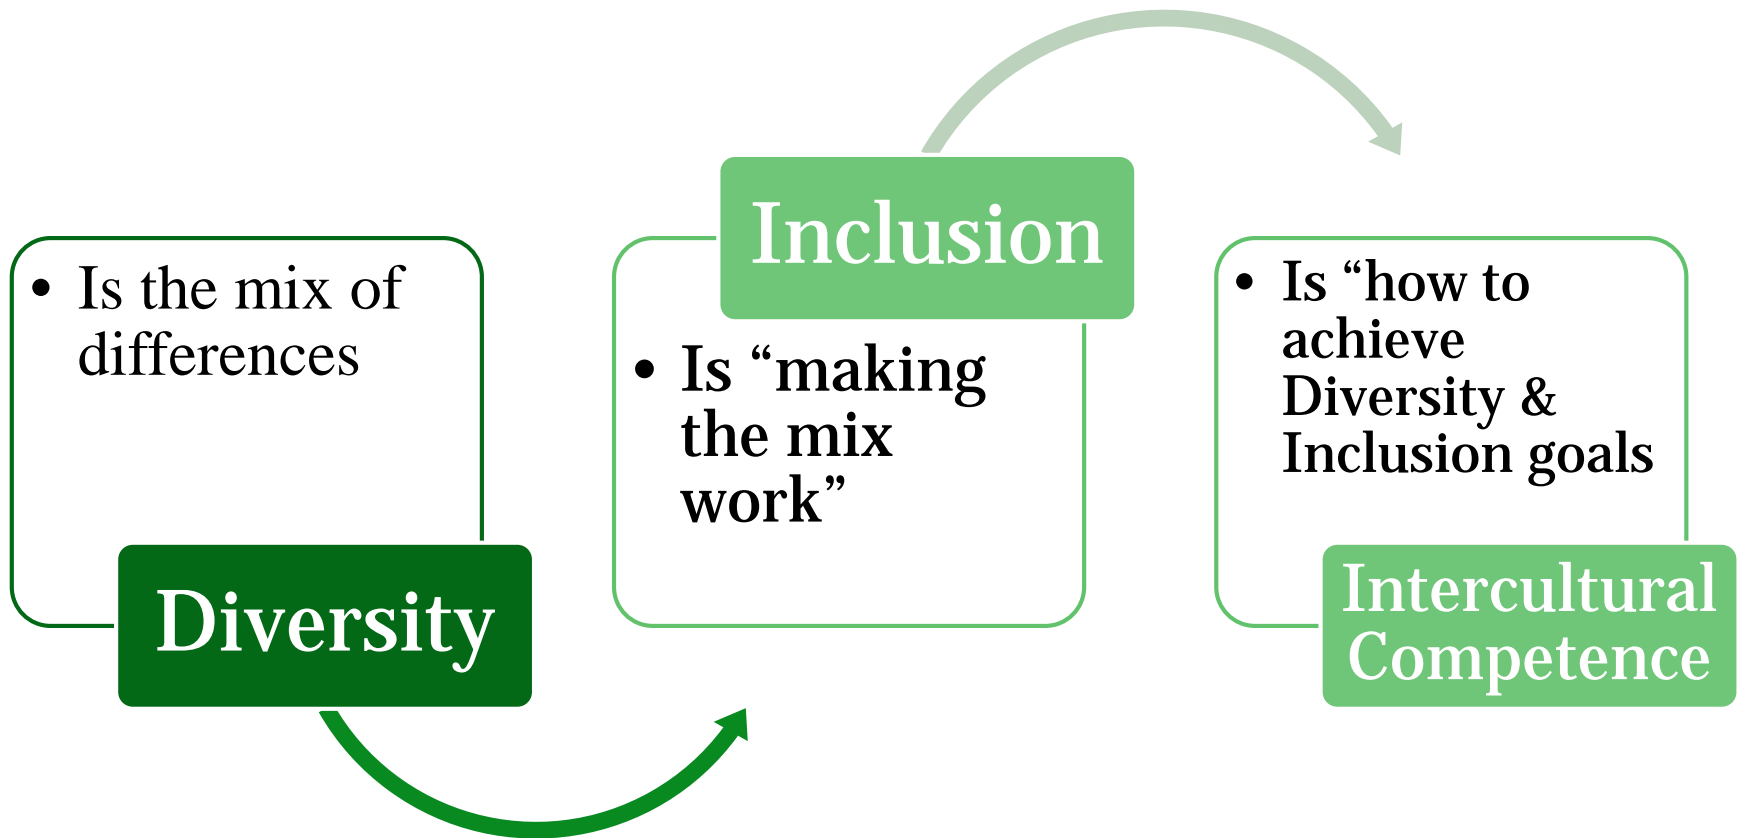 • Is the mix of
differences
Diversity
Inclusion
• Is “making
the mix
work”
• Is “how to
achieve
Diversity &
Inclusion goals
Intercultural
Competence